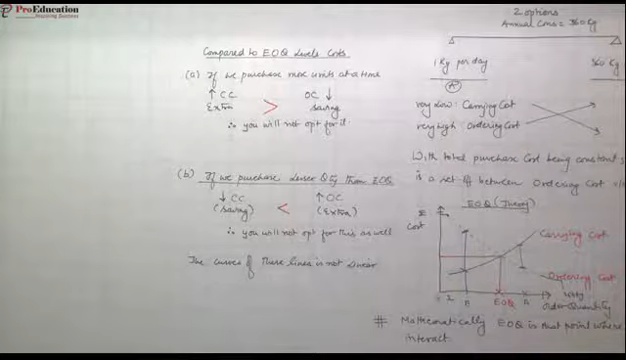 ProEducation
Inspiring Business
Compared to EOQ Levels Costs
(a) If we purchase max units at a time
↑ CC OC ↓
Extra > saving
∴ you will not opt for it
(b) If we purchase lesser Qty than EOQ
↓ CC ↑ OC
(saving) < (Extra)
∴ you will not opt for this as well
The curves of these lines is not linear
2 options
Annual Cons = 360 Kg
1 Kg per day 360 Kg
very low: Carrying Cost
very high: Ordering Cost
With total purchase Cost being constant
is a set off between Ordering Cost
EOQ (Theory)
Cost
Carrying Cost
Ordering Cost
B EOQ A
Order Quantity
# Mathematically EOQ is that point where
interact